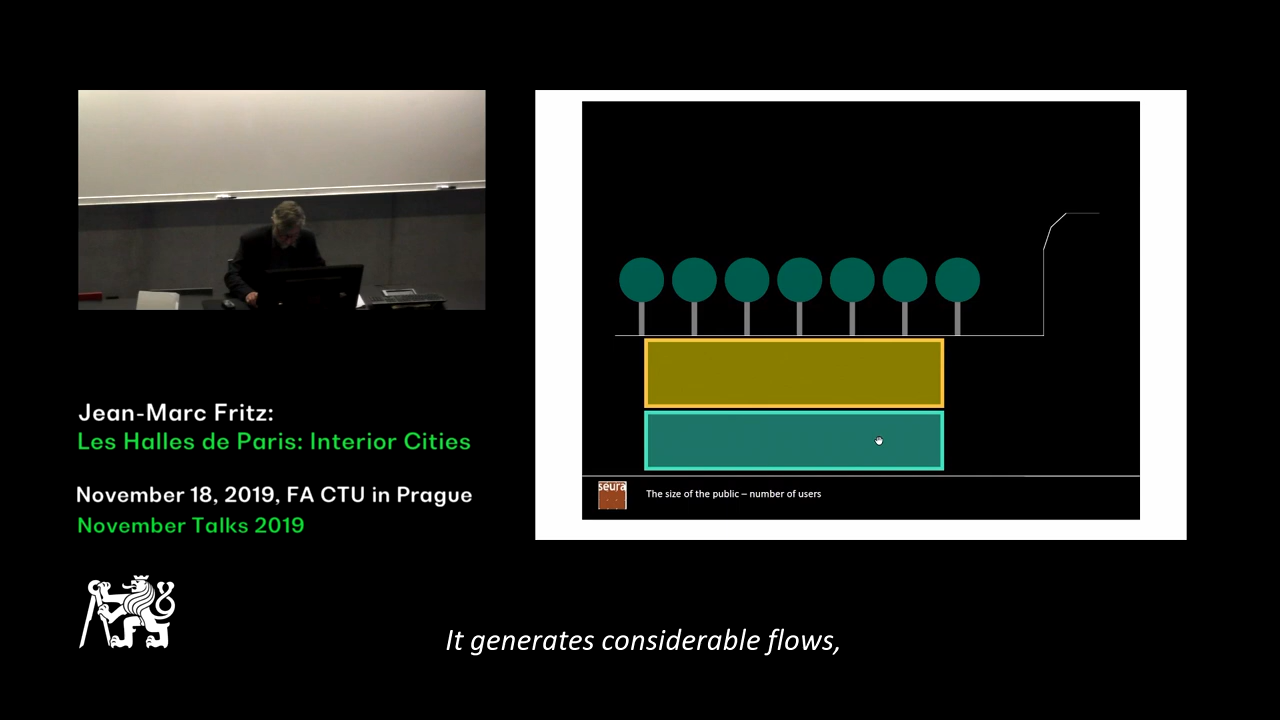 Jean-Marc Fritz:
Les Halles de Paris: Interior Cities
November 18, 2019, FA CTU in Prague
November Talks 2019
seura
The size of the public – number of users
It generates considerable flows,